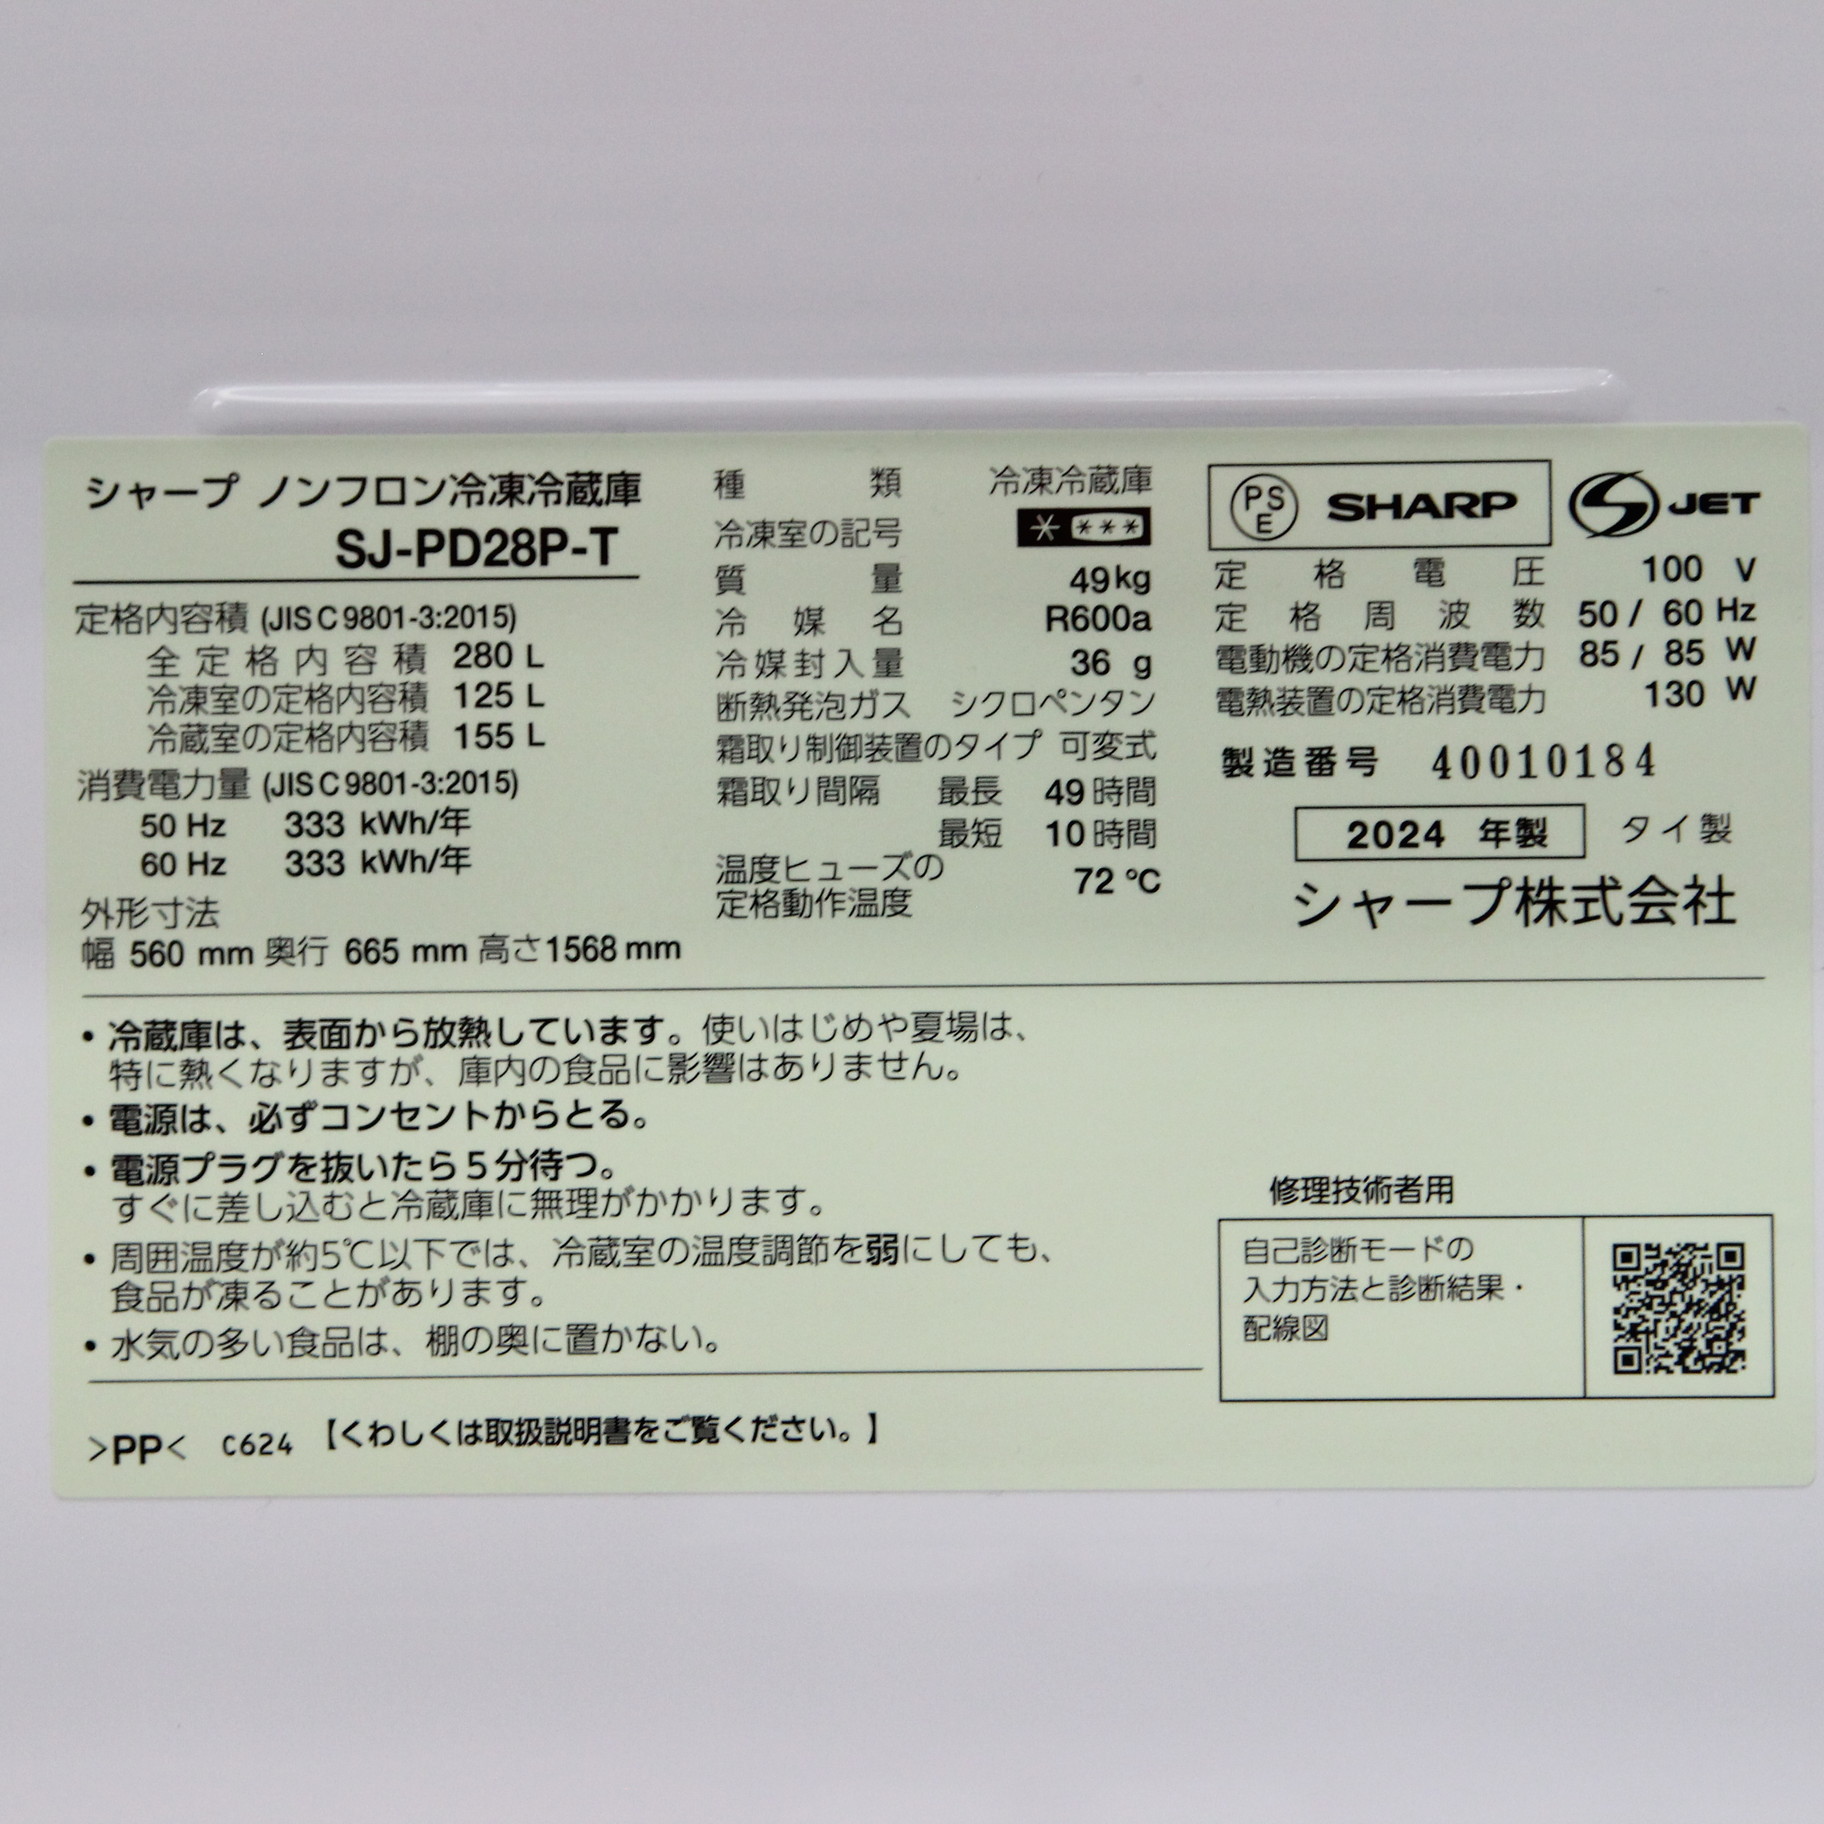 シャープ ノンフロン冷凍冷蔵庫
SJ-PD28P-T
定格内容積 (JIS C 9801-3:2015)
全定格内容積 280 L
冷凍室の定格内容積 125 L
冷蔵室の定格内容積 155 L
消費電力量 (JIS C 9801-3:2015)
50 Hz 333 kWh/年
60 Hz 333 kWh/年
外形寸法
幅 560 mm 奥行 665 mm 高さ 1568 mm
種類 冷凍冷蔵庫
冷凍室の記号 * ***
質量 49 kg
冷媒名 R600a
冷媒封入量 36 g
断熱発泡ガス シクロペンタン
霜取り制御装置のタイプ 可変式
霜取り間隔 最長 49 時間
最短 10 時間
温度ヒューズの
定格動作温度 72 ℃
PSE SHARP S JET
定格電圧 100 V
定格周波数 50 / 60 Hz
電動機の定格消費電力 85 / 85 W
電熱装置の定格消費電力 130 W
製造番号 40010184
2024 年製 タイ製
シャープ株式会社
・冷蔵庫は、表面から放熱しています。使いはじめや夏場は、
特に熱くなりますが、庫内の食品に影響はありません。
・電源は、必ずコンセントからとる。
・電源プラグを抜いたら5分待つ。
すぐに差し込むと冷蔵庫に無理がかかります。
・周囲温度が約5℃以下では、冷蔵室の温度調節を弱にしても、
食品が凍ることがあります。
・水気の多い食品は、棚の奥に置かない。
>PP< C624 【くわしくは取扱説明書をご覧ください。】
修理技術者用
自己診断モードの
入力方法と診断結果・
配線図